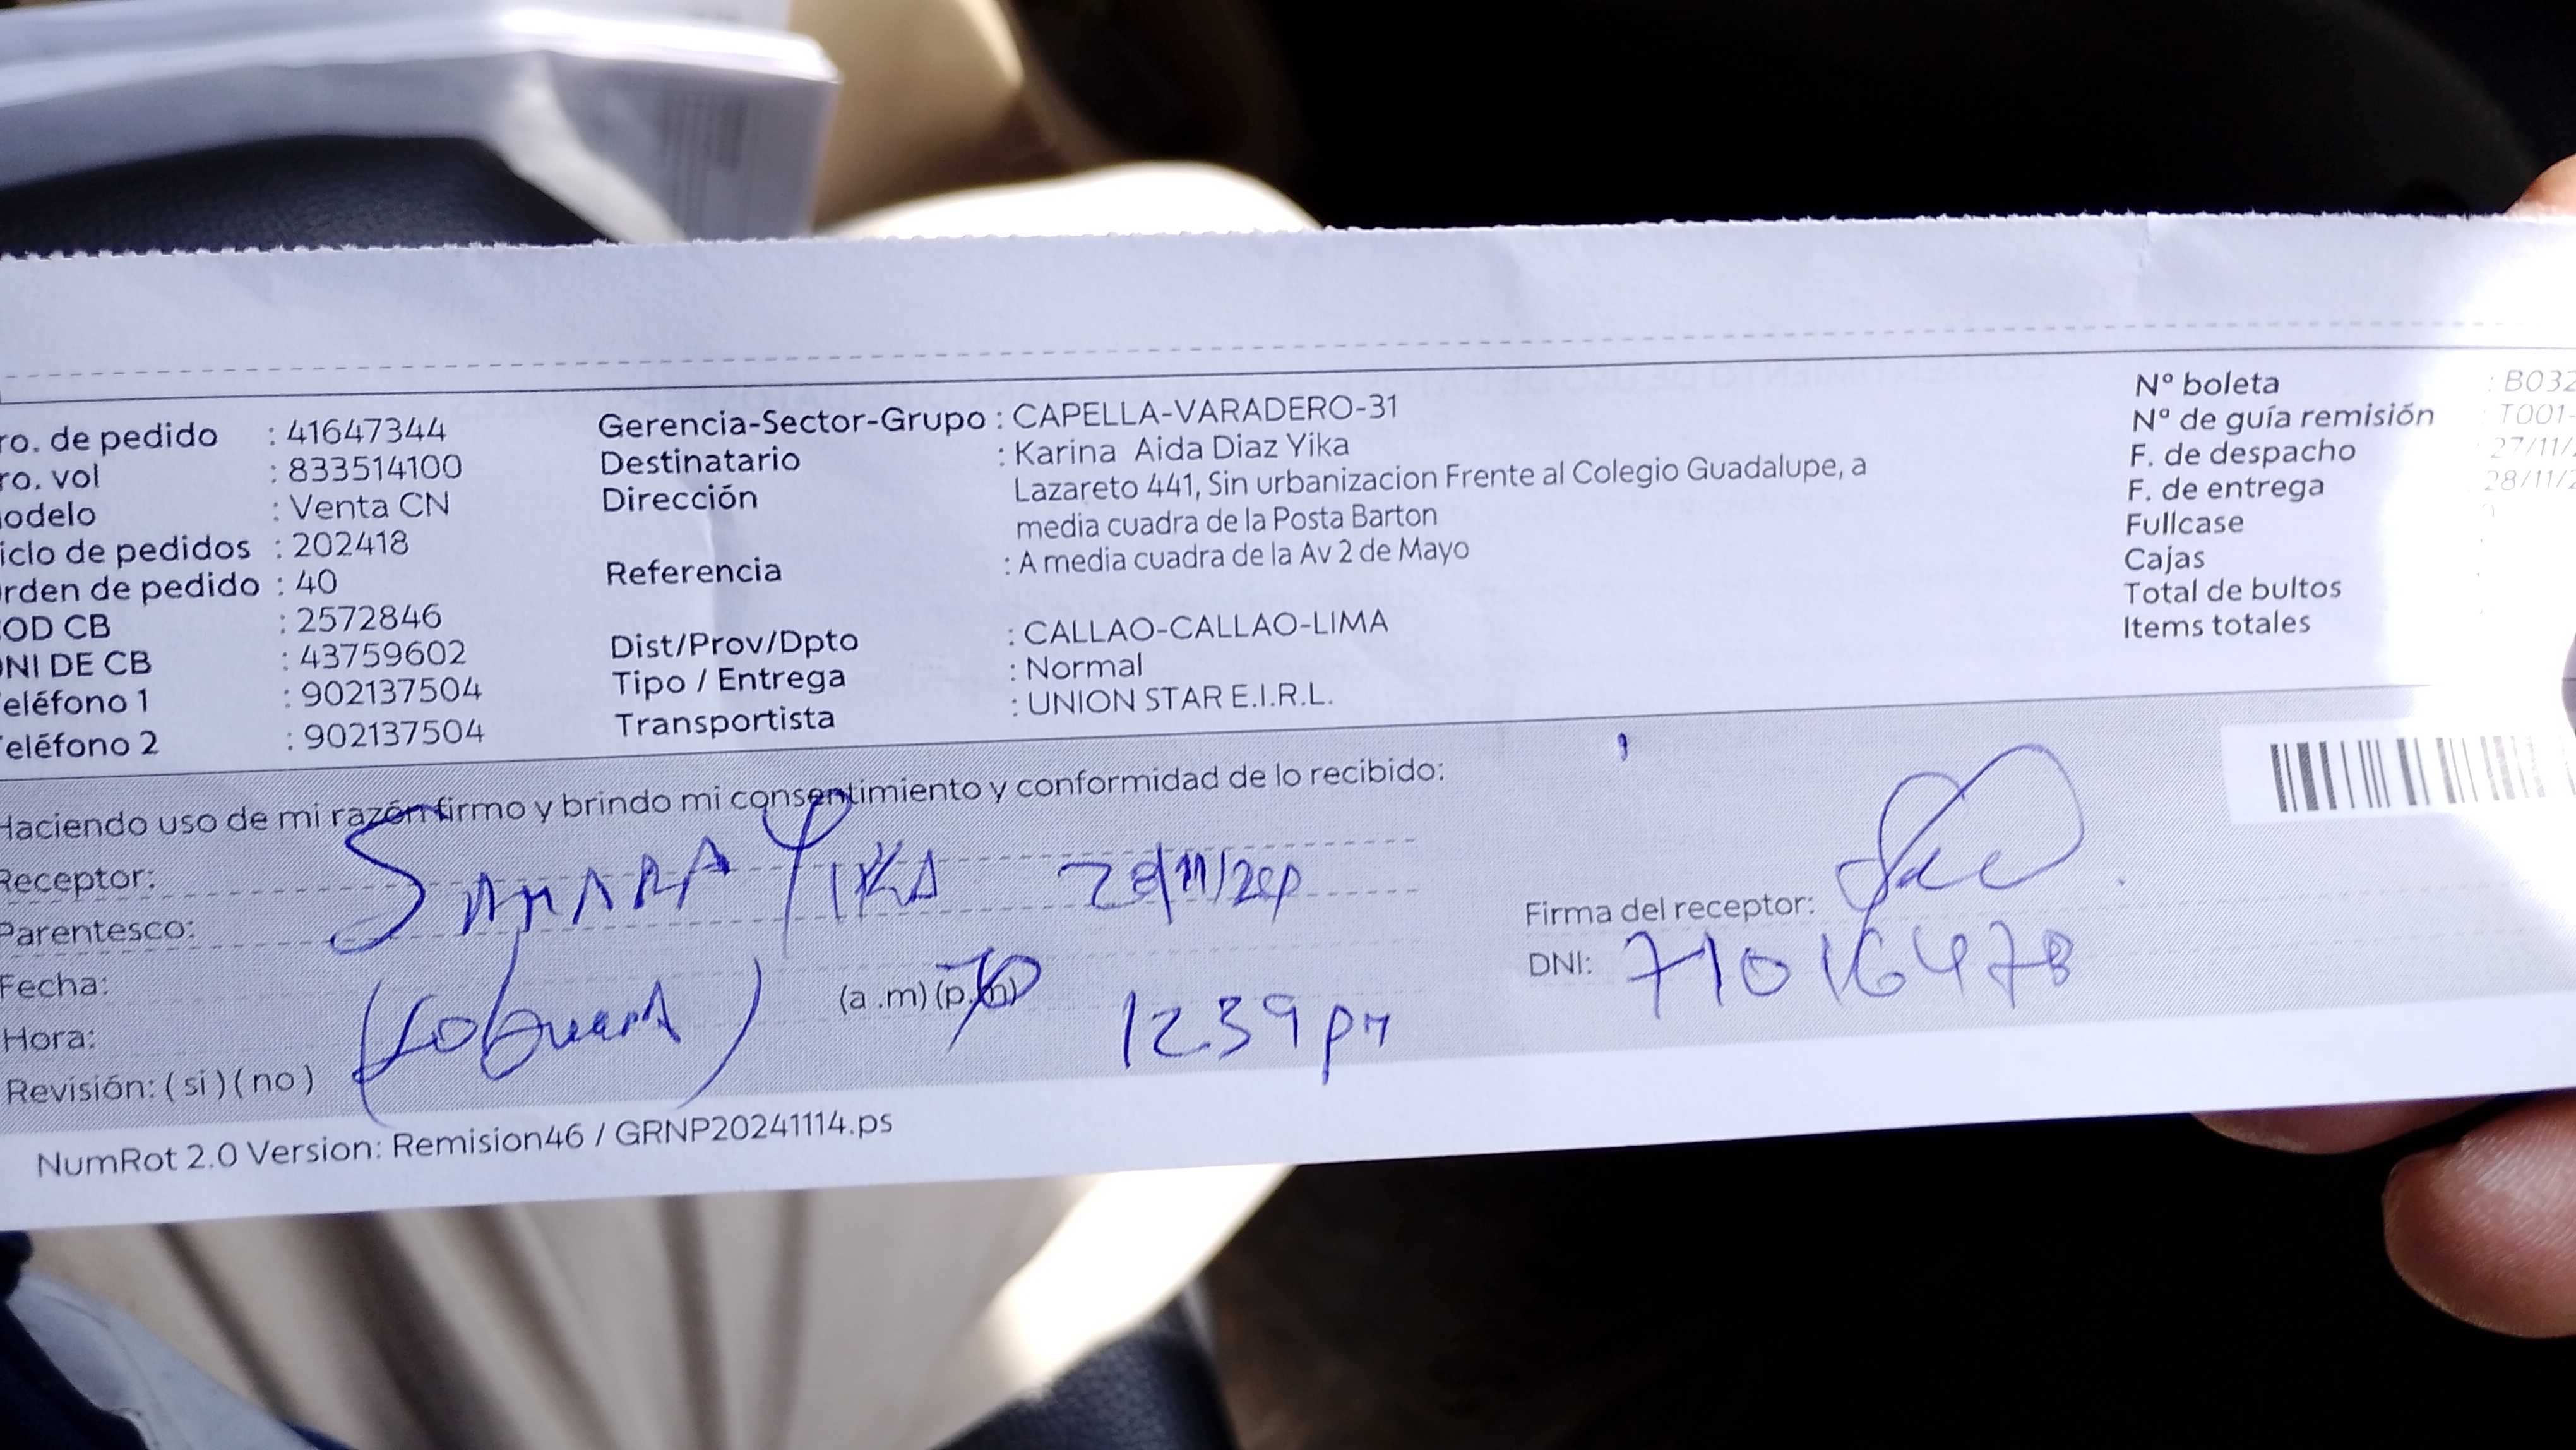 ro. de pedido : 41647344
ro. vol : 833514100
odelo : Venta CN
iclo de pedidos : 202418
rden de pedido : 40
OD CB : 2572846
NI DE CB : 43759602
eléfono 1 : 902137504
eléfono 2 : 902137504
Gerencia-Sector-Grupo : CAPELLA-VARADERO-31
Destinatario : Karina Aida Diaz Yika
Dirección Lazareto 441, Sin urbanizacion Frente al Colegio Guadalupe, a
media cuadra de la Posta Barton
Referencia : A media cuadra de la Av 2 de Mayo
Dist/Prov/Dpto : CALLAO-CALLAO-LIMA
Tipo / Entrega : Normal
Transportista : UNION STAR E.I.R.L.
Nº boleta : B032
Nº de guía remisión : T001-
F. de despacho : 27/11/
F. de entrega 28/11/2
Fullcase
Cajas
Total de bultos
Items totales
Haciendo uso de mi razón firmo y brindo mi consentimiento y conformidad de lo recibido:
Receptor: SAMARA YIKA 28/11/
Parentesco:
Fecha:
(a .m) (p.m)
Hora: 1239 pm
Revisión: ( si ) ( no )
Firma del receptor:
DNI: 71016478
NumRot 2.0 Version: Remision46 / GRNP20241114.ps